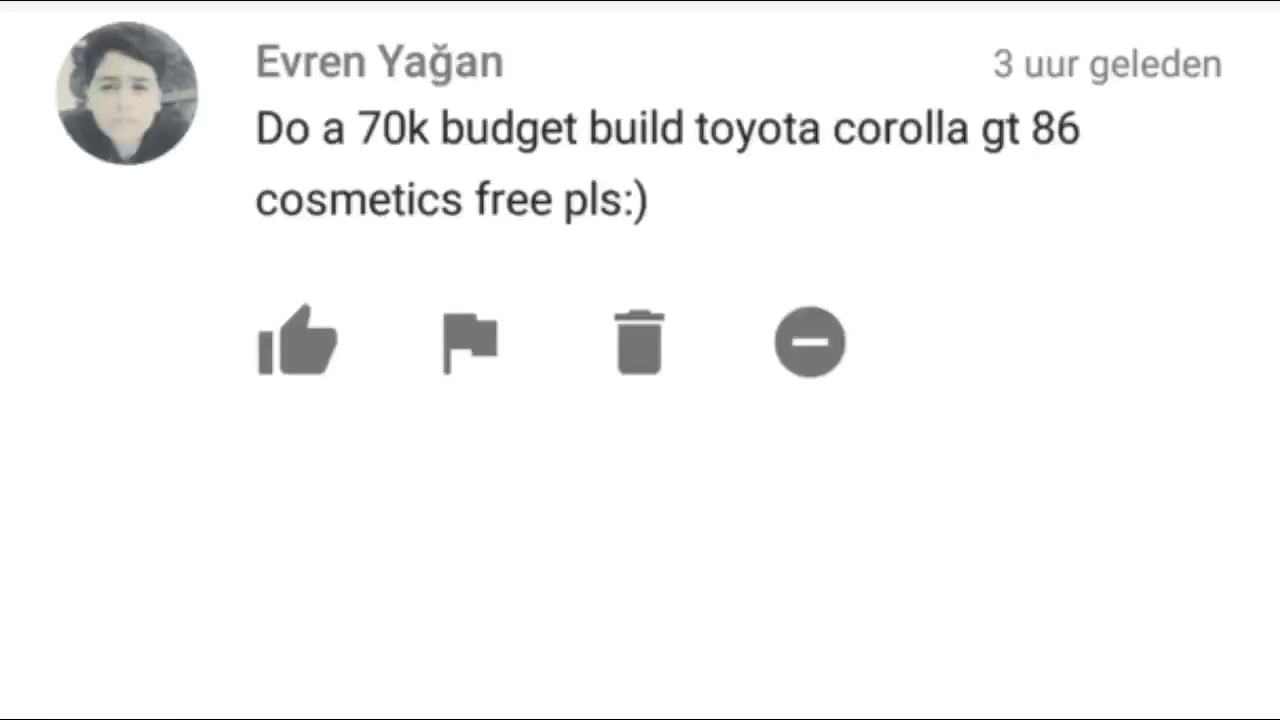 Evren Yağan
3 uur geleden
Do a 70k budget build toyota corolla gt 86
cosmetics free pls:)